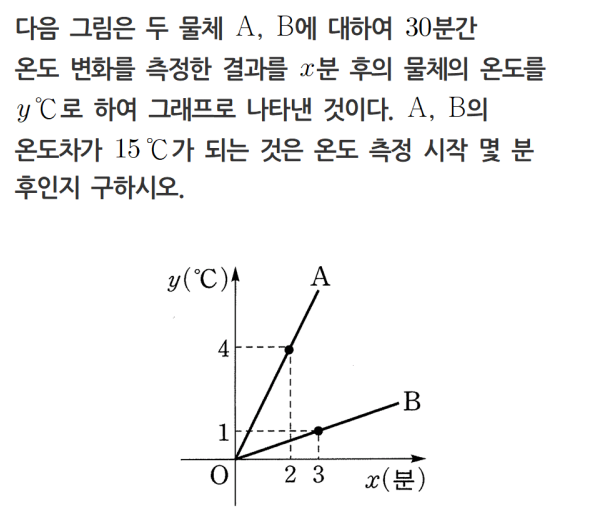 다음 그림은 두 물체 A, B에 대하여 30분간
온도 변화를 측정한 결과를 x분 후의 물체의 온도를
y℃로 하여 그래프로 나타낸 것이다. A, B의
온도차가 15℃가 되는 것은 온도 측정 시작 몇 분
후인지 구하시오.
y(℃) A
4
B
1
O 2 3 x(분)